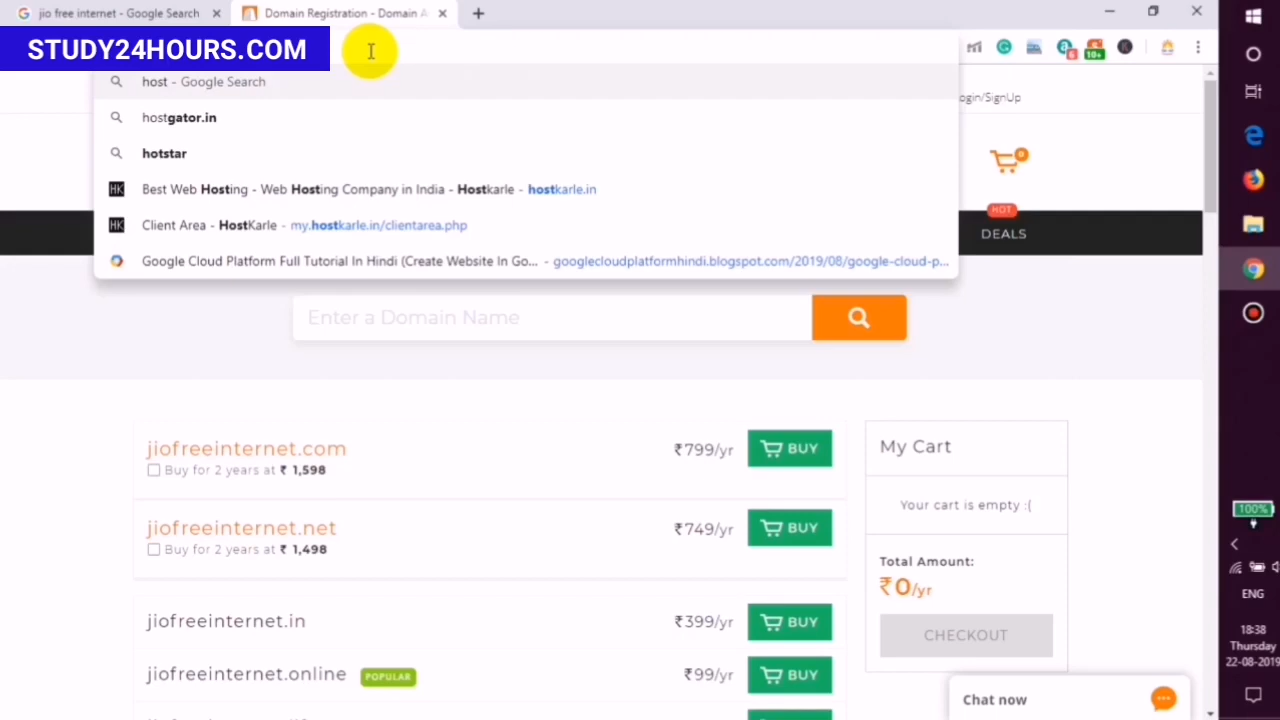 jio free internet - Google Search
Domain Registration - Domain A
STUDY24HOURS.COM
6
10+
host - Google Search
hostgator.in
hotstar
HK Best Web Hosting - Web Hosting Company in India - Hostkarle - hostkarle.in
HK Client Area - HostKarle - my.hostkarle.in/clientarea.php
Google Cloud Platform Full Tutorial In Hindi (Create Website In Go... - googlecloudplatformhindi.blogspot.com/2019/08/google-cloud-p...
ogin/SignUp
0
HOT
DEALS
Enter a Domain Name
jiofreeinternet.com
₹799/yr
BUY
Buy for 2 years at ₹ 1,598
jiofreeinternet.net
₹749/yr
BUY
Buy for 2 years at ₹ 1,498
jiofreeinternet.in
₹399/yr
BUY
jiofreeinternet.online
POPULAR
₹99/yr
BUY
My Cart
Your cart is empty :(
Total Amount:
₹0/yr
CHECKOUT
Chat now
100%
ENG
18:38
Thursday
22-08-2019